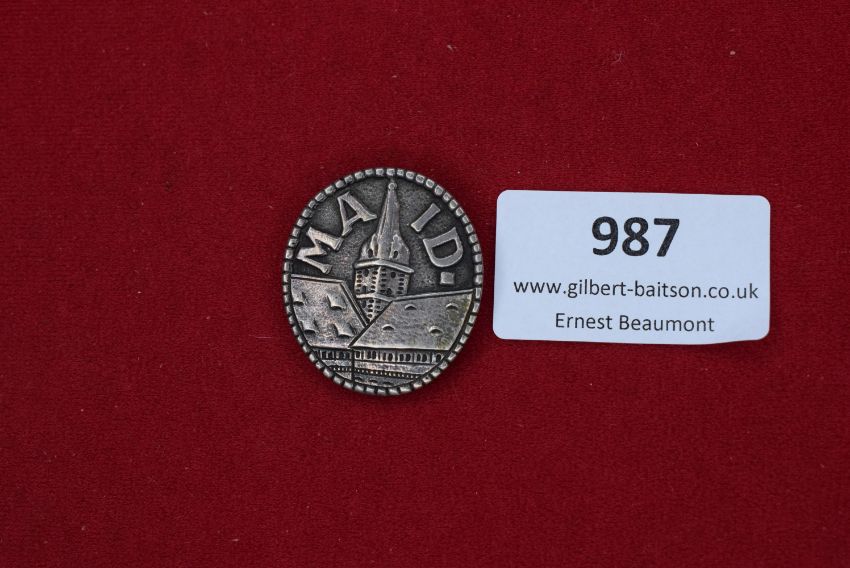 MA ID.
987
www.gilbert-baitson.co.uk
Ernest Beaumont